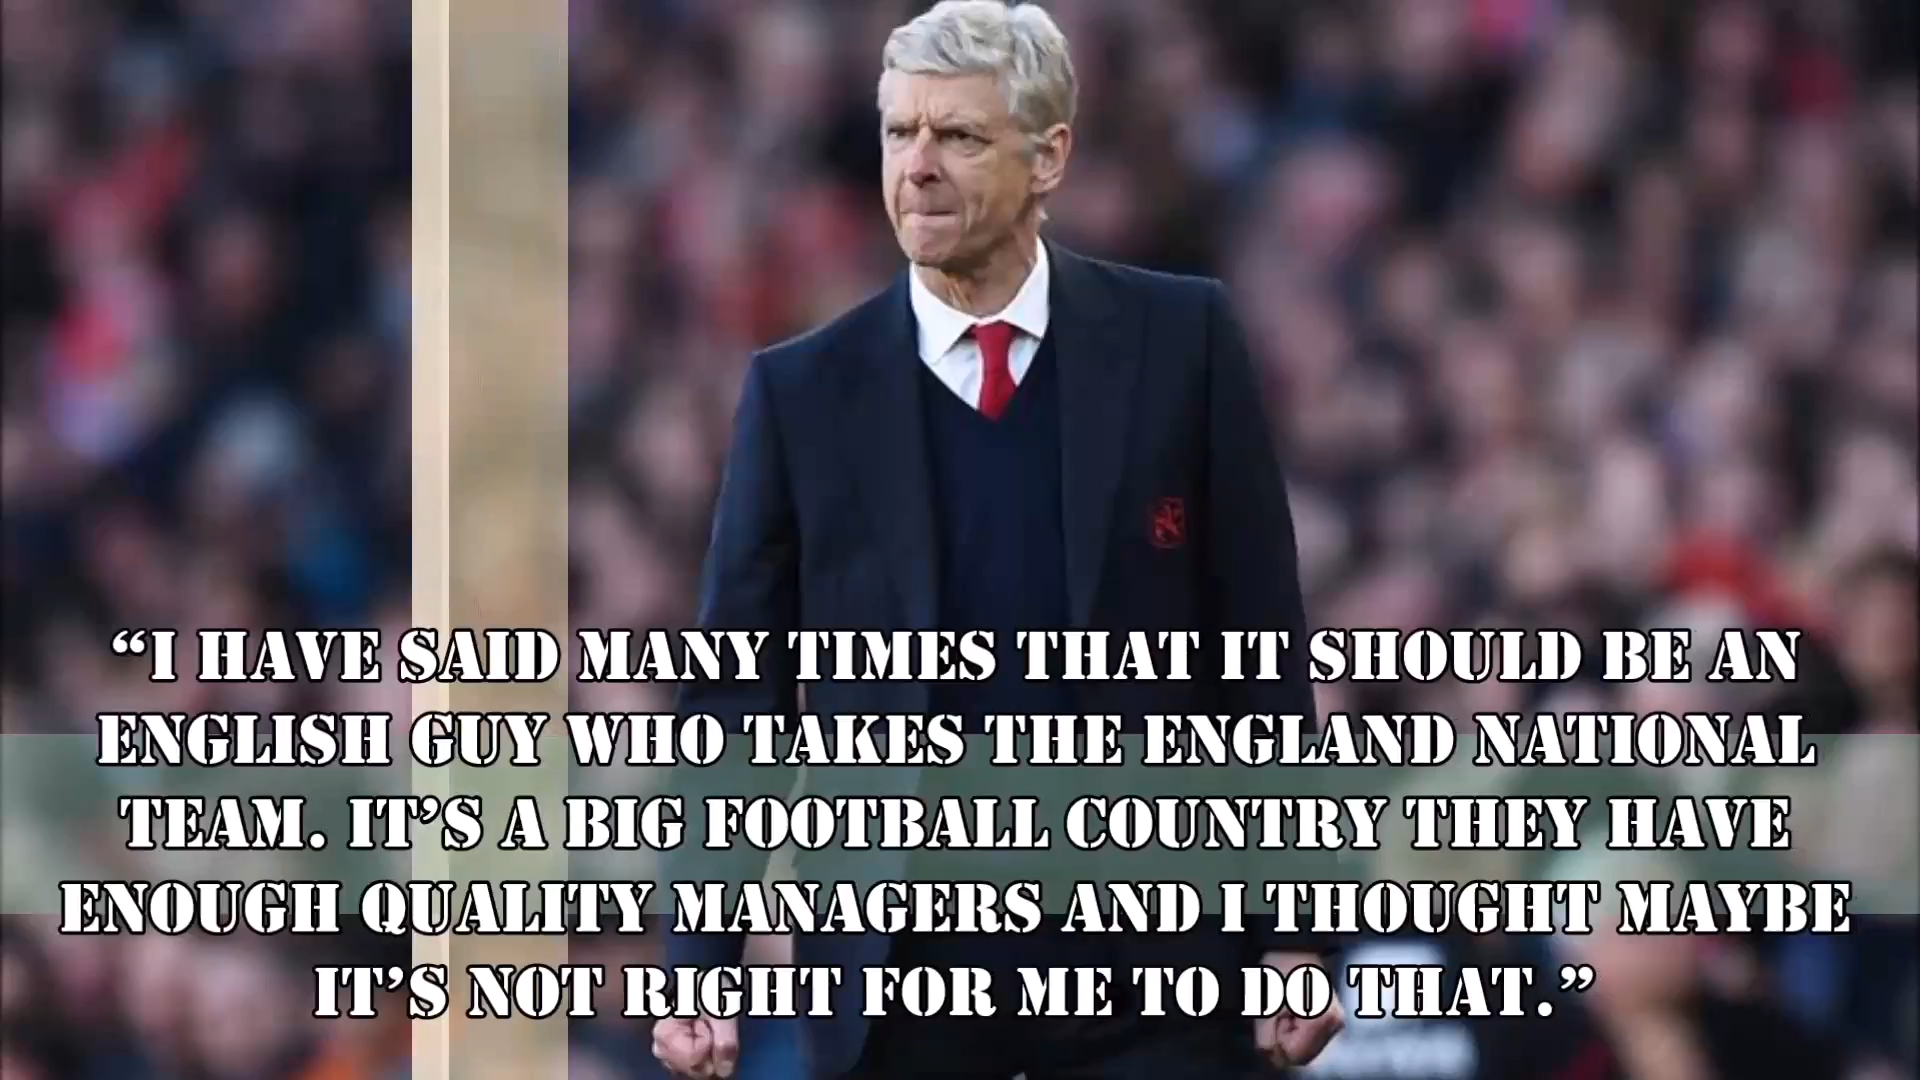 “I HAVE SAID MANY TIMES THAT IT SHOULD BE AN
ENGLISH GUY WHO TAKES THE ENGLAND NATIONAL
TEAM. IT’S A BIG FOOTBALL COUNTRY THEY HAVE
ENOUGH QUALITY MANAGERS AND I THOUGHT MAYBE
IT’S NOT RIGHT FOR ME TO DO THAT.”